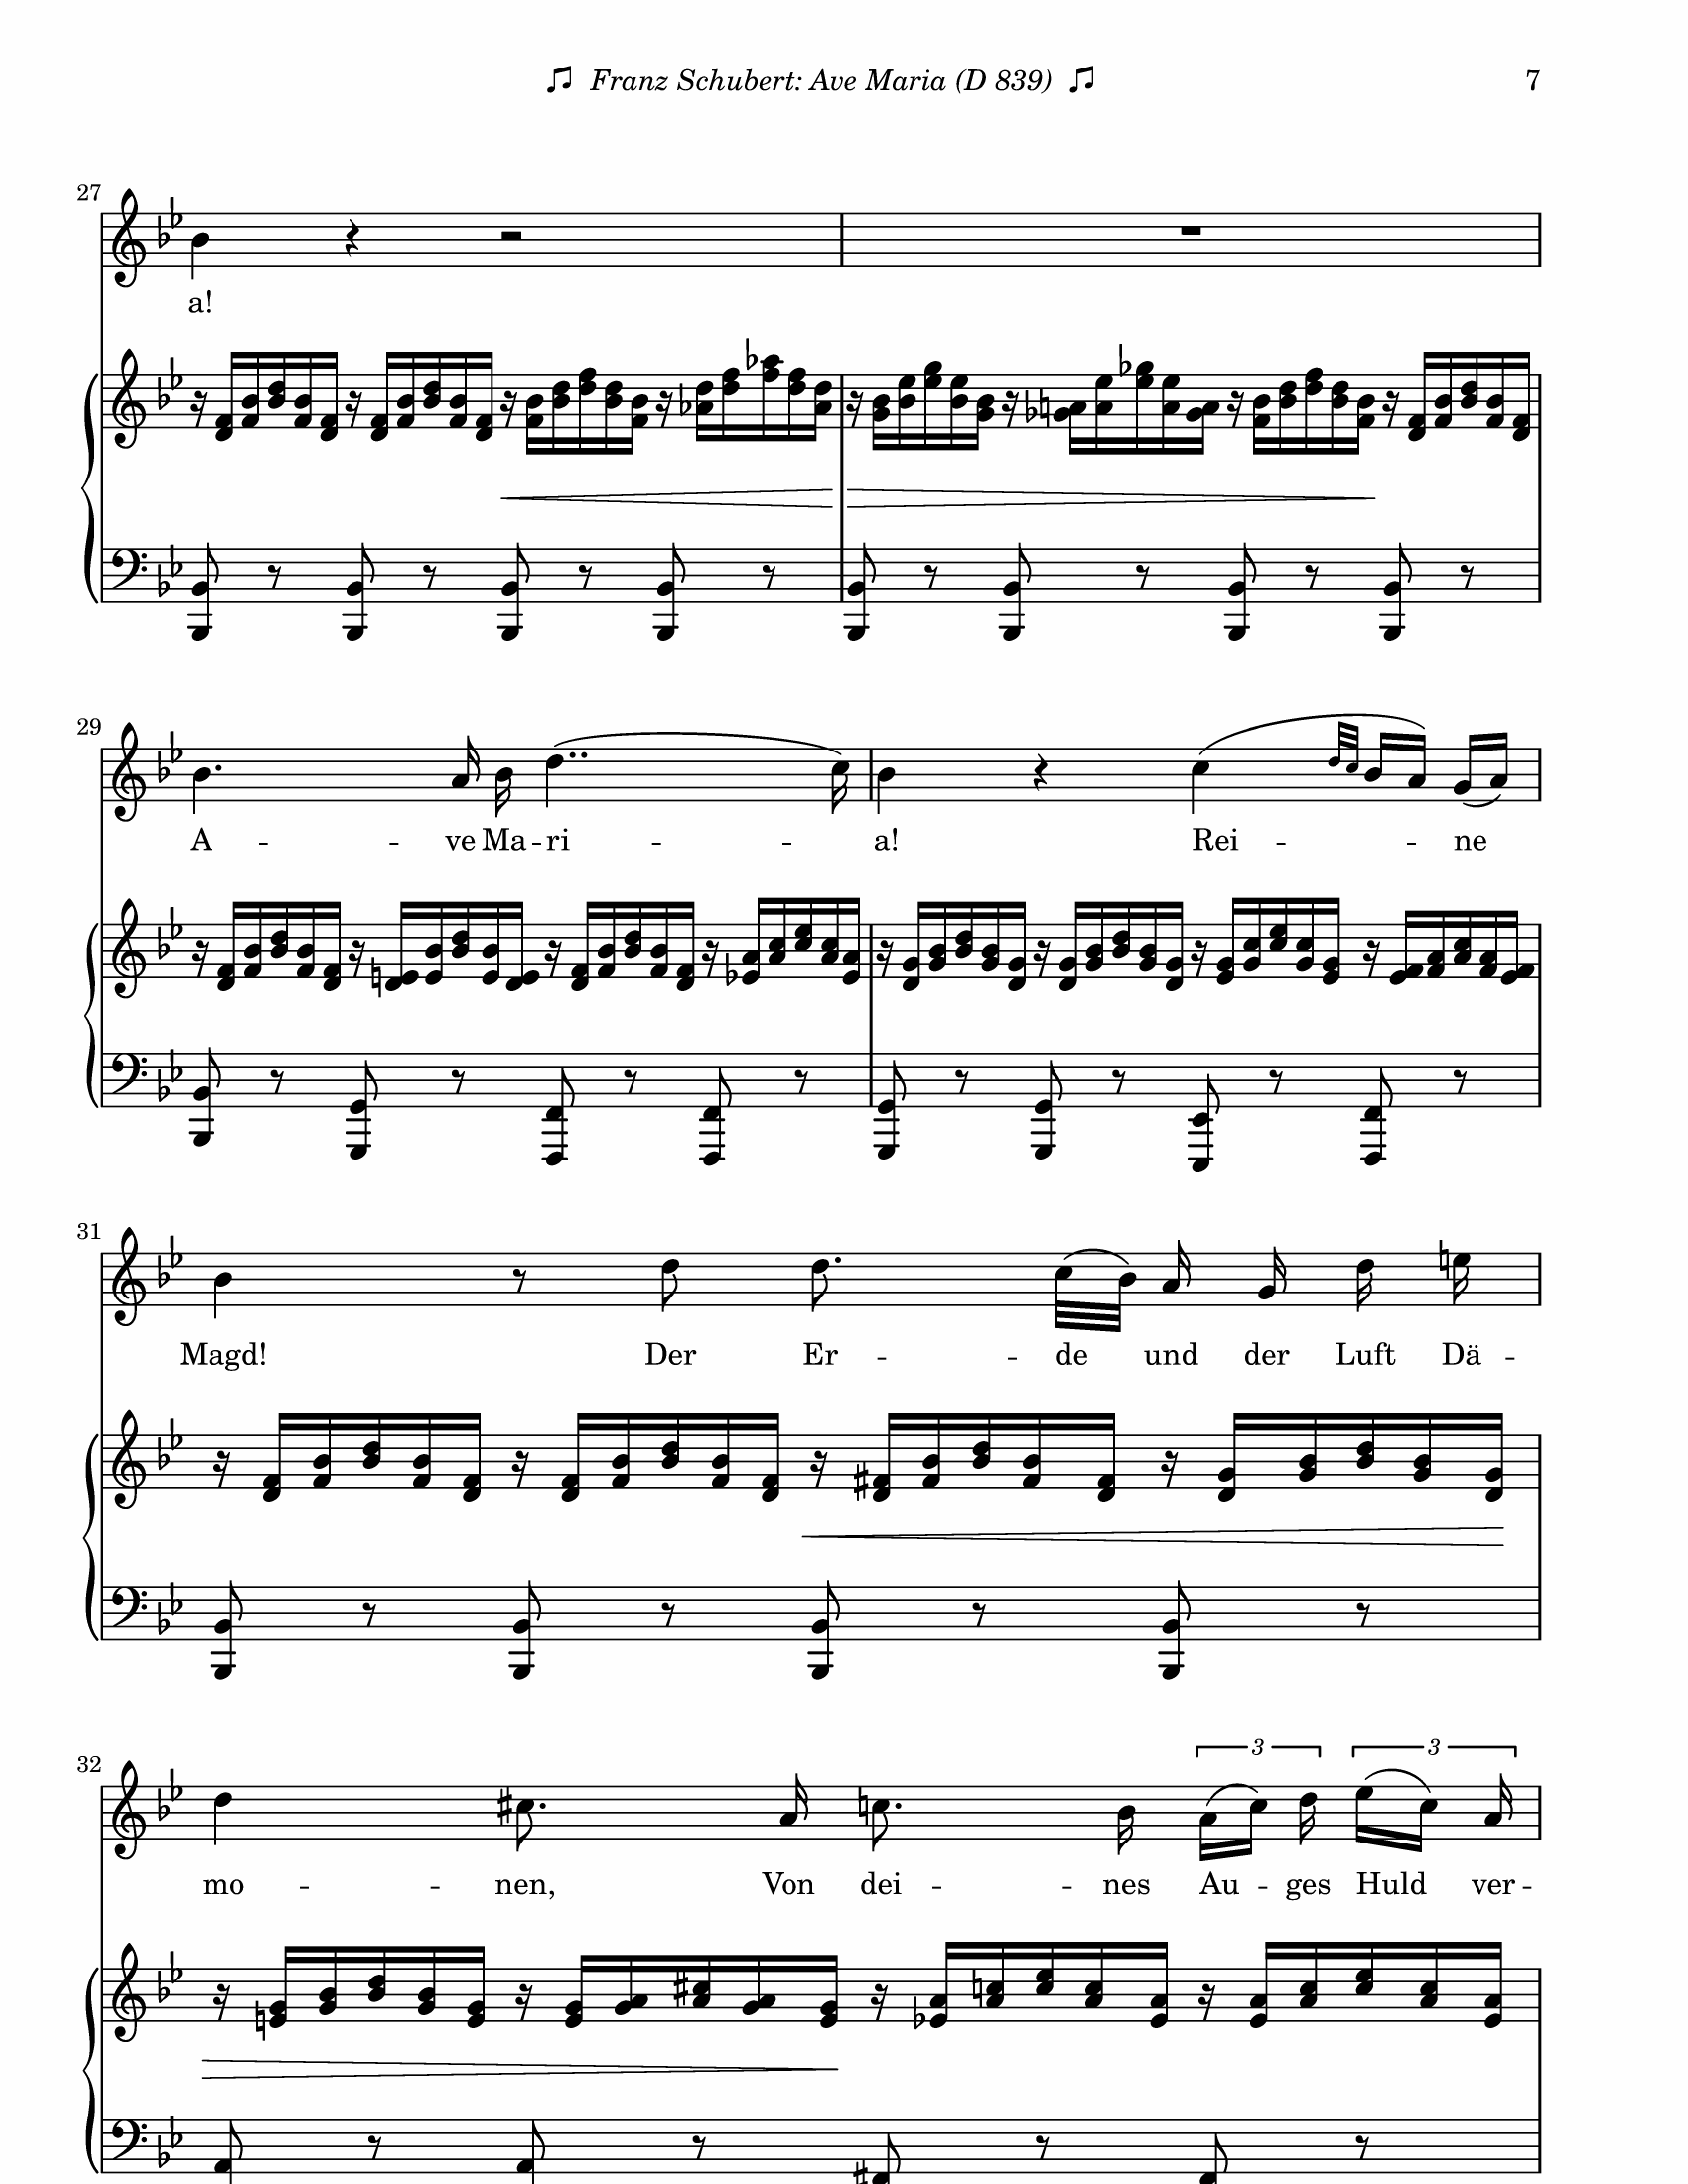 ♫ Franz Schubert: Ave Maria (D 839) ♫ 7
27
a!
29
A -- ve Ma -- ri -- a! Rei -- ne
31
Magd! Der Er -- de und der Luft Dä --
32
3 3
mo -- nen, Von dei -- nes Au -- ges Huld ver --